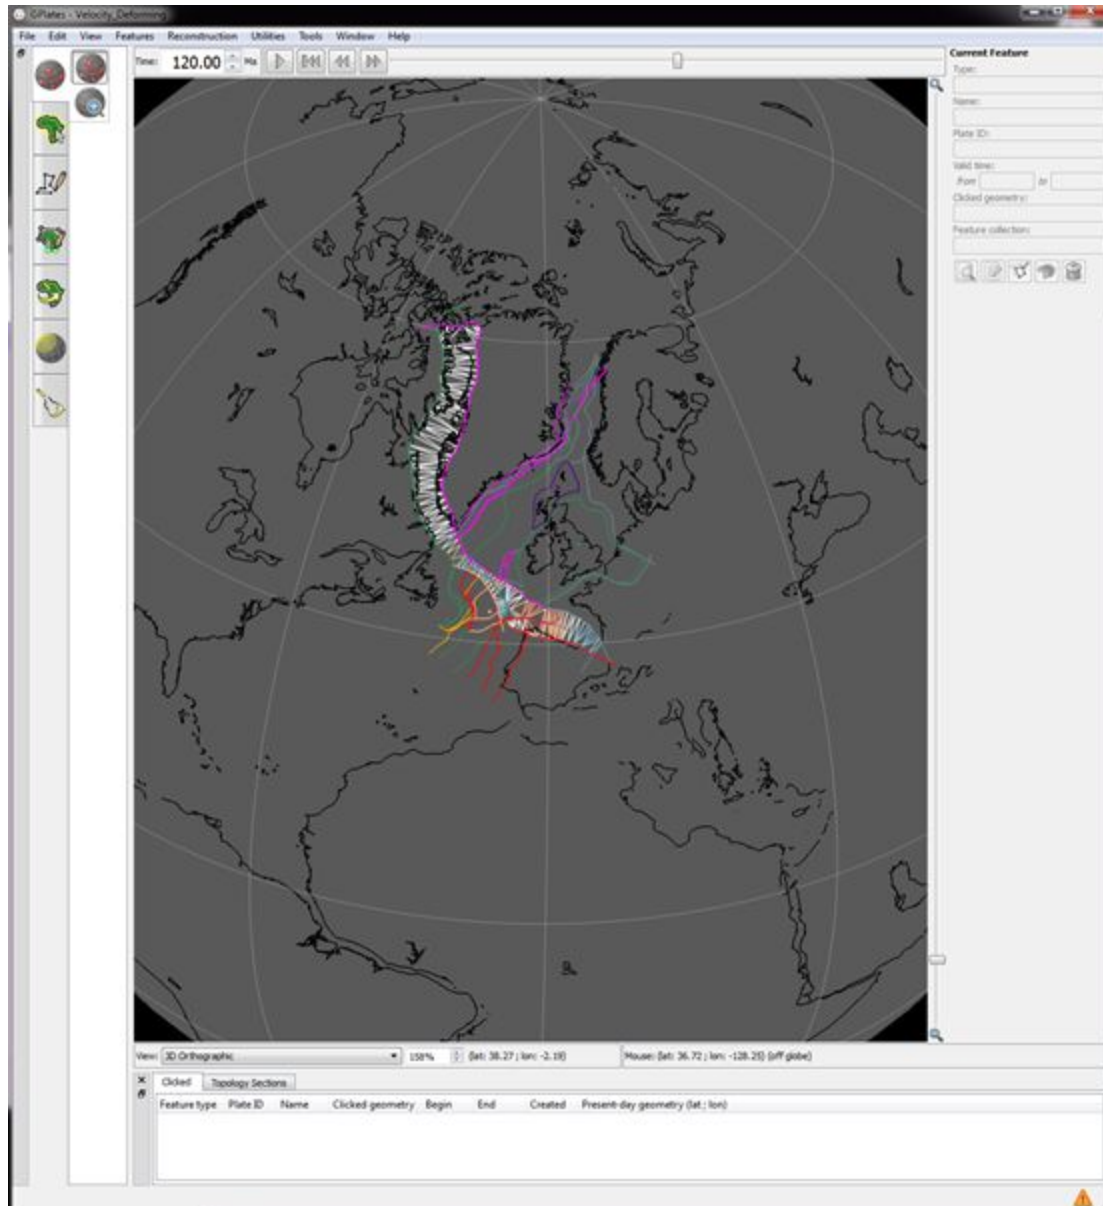 GPlates - Velocity_Deforming
File Edit View Features Reconstruction Utilities Tools Window Help
Time: 120.00 Ma
Current Feature
Type:
Name:
Plate ID:
Valid time:
from to
Clicked geometry:
Feature collection:
View: 3D Orthographic 158% (lat: 38.27 ; lon: -2.19) Mouse: (lat: 36.72 ; lon: -128.25) (off globe)
Clicked Topology Sections
Feature type Plate ID Name Clicked geometry Begin End Created Present-day geometry (lat ; lon)